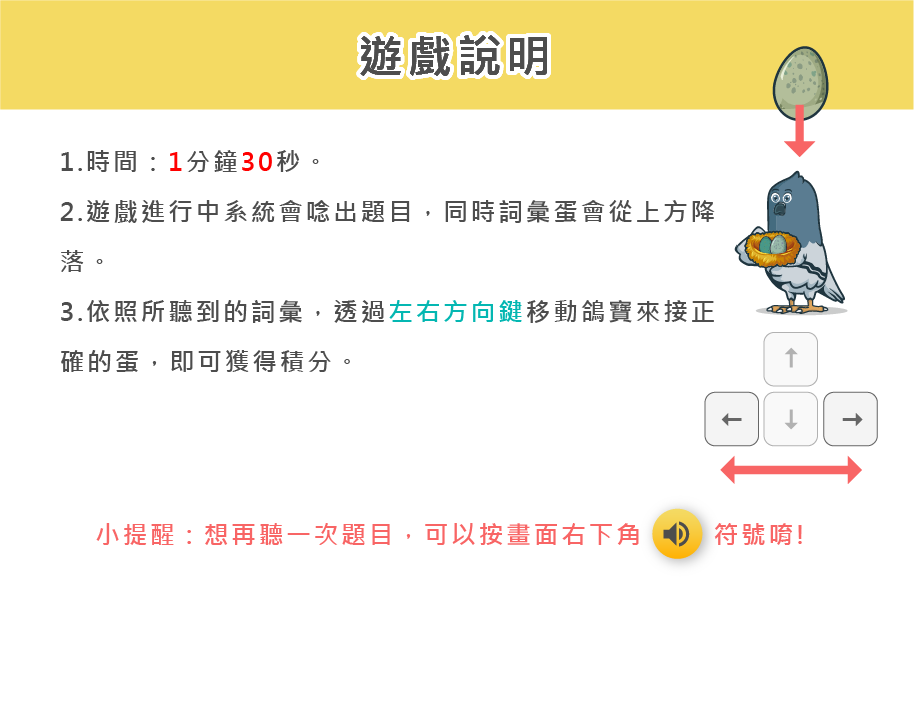 遊戲說明
1.時間：1分鐘30秒。
2.遊戲進行中系統會唸出題目，同時詞彙蛋會從上方降
落。
3.依照所聽到的詞彙，透過左右方向鍵移動鴿寶來接正
確的蛋，即可獲得積分。
↑
← ↓ →
小提醒：想再聽一次題目，可以按畫面右下角 符號唷!